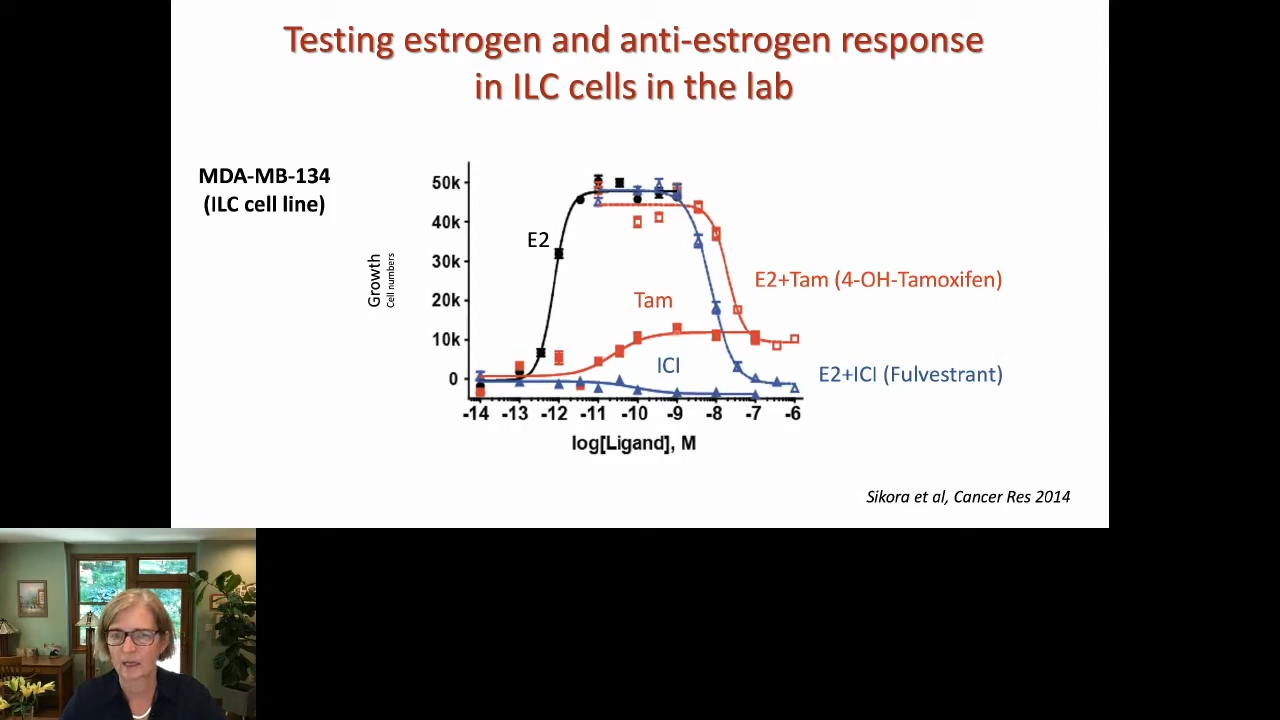 Testing estrogen and anti-estrogen response
in ILC cells in the lab
MDA-MB-134
(ILC cell line)
Growth
Cell numbers
50k
40k
30k
20k
10k
0
E2
Tam
ICI
E2+Tam (4-OH-Tamoxifen)
E2+ICI (Fulvestrant)
-14 -13 -12 -11 -10 -9 -8 -7 -6
log[Ligand], M
Sikora et al, Cancer Res 2014